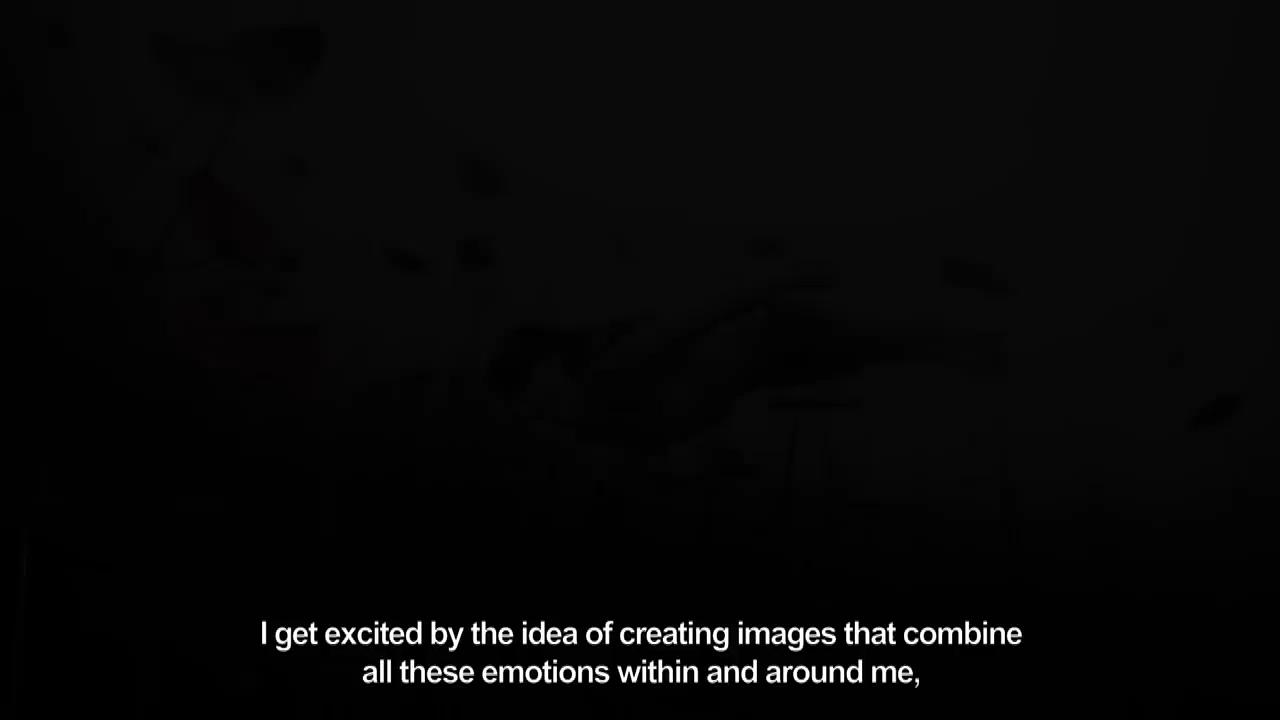 I get excited by the idea of creating images that combine
all these emotions within and around me,